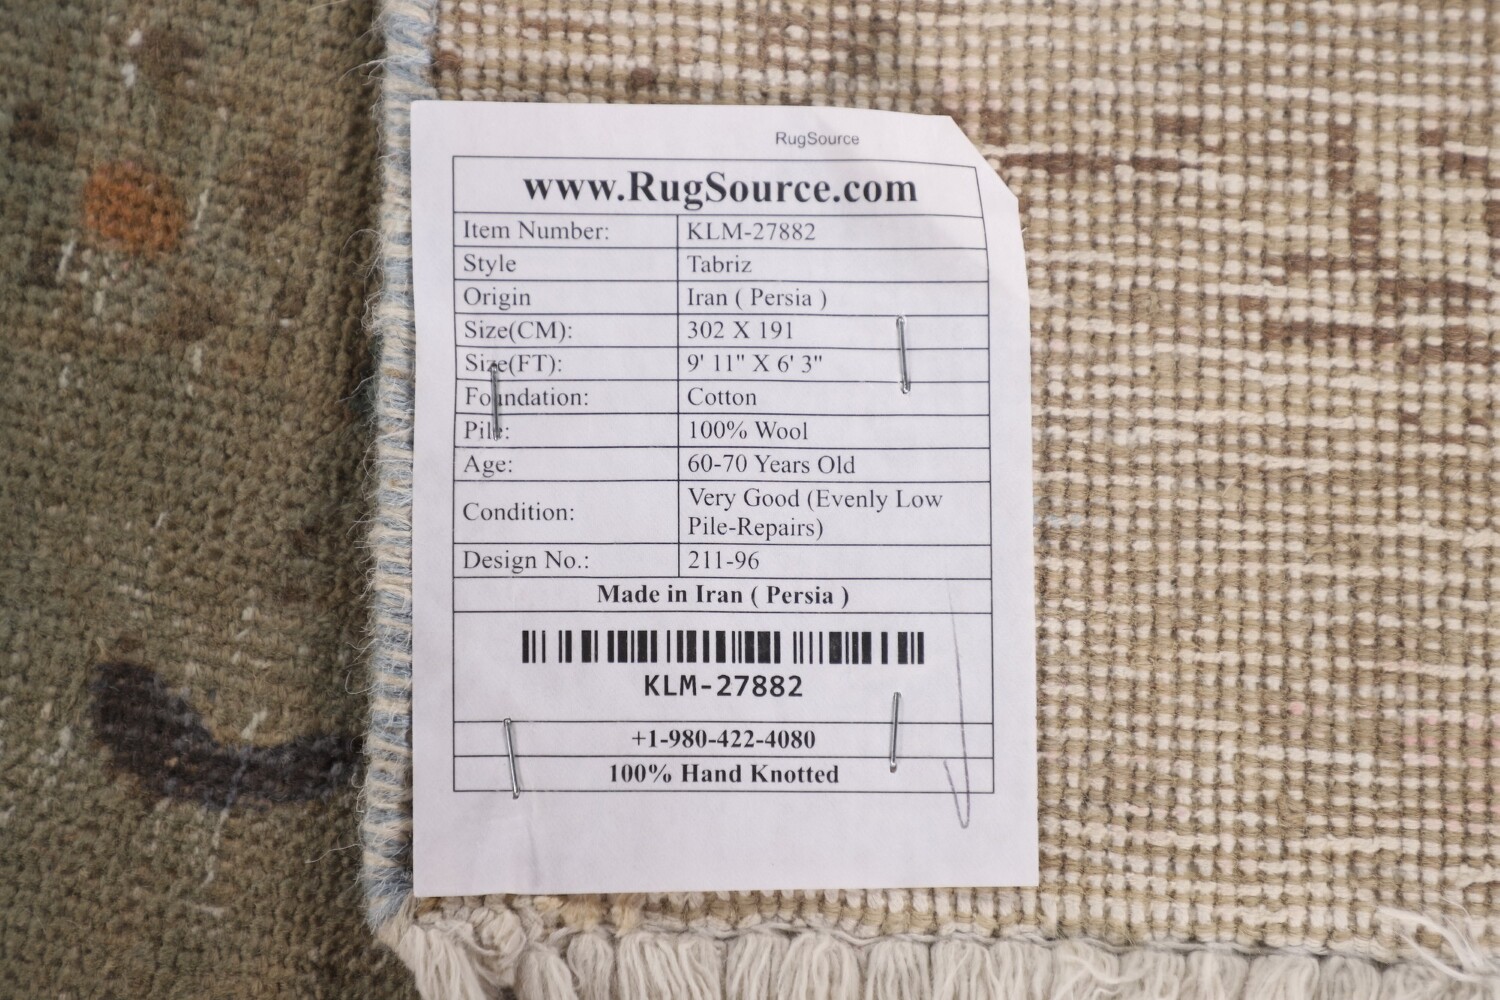 RugSource
www.RugSource.com
Item Number: KLM-27882
Style Tabriz
Origin Iran ( Persia )
Size(CM): 302 X 191
Size(FT): 9' 11" X 6' 3"
Foundation: Cotton
Pile: 100% Wool
Age: 60-70 Years Old
Condition: Very Good (Evenly Low
Pile-Repairs)
Design No.: 211-96
Made in Iran ( Persia )
KLM-27882
+1-980-422-4080
100% Hand Knotted